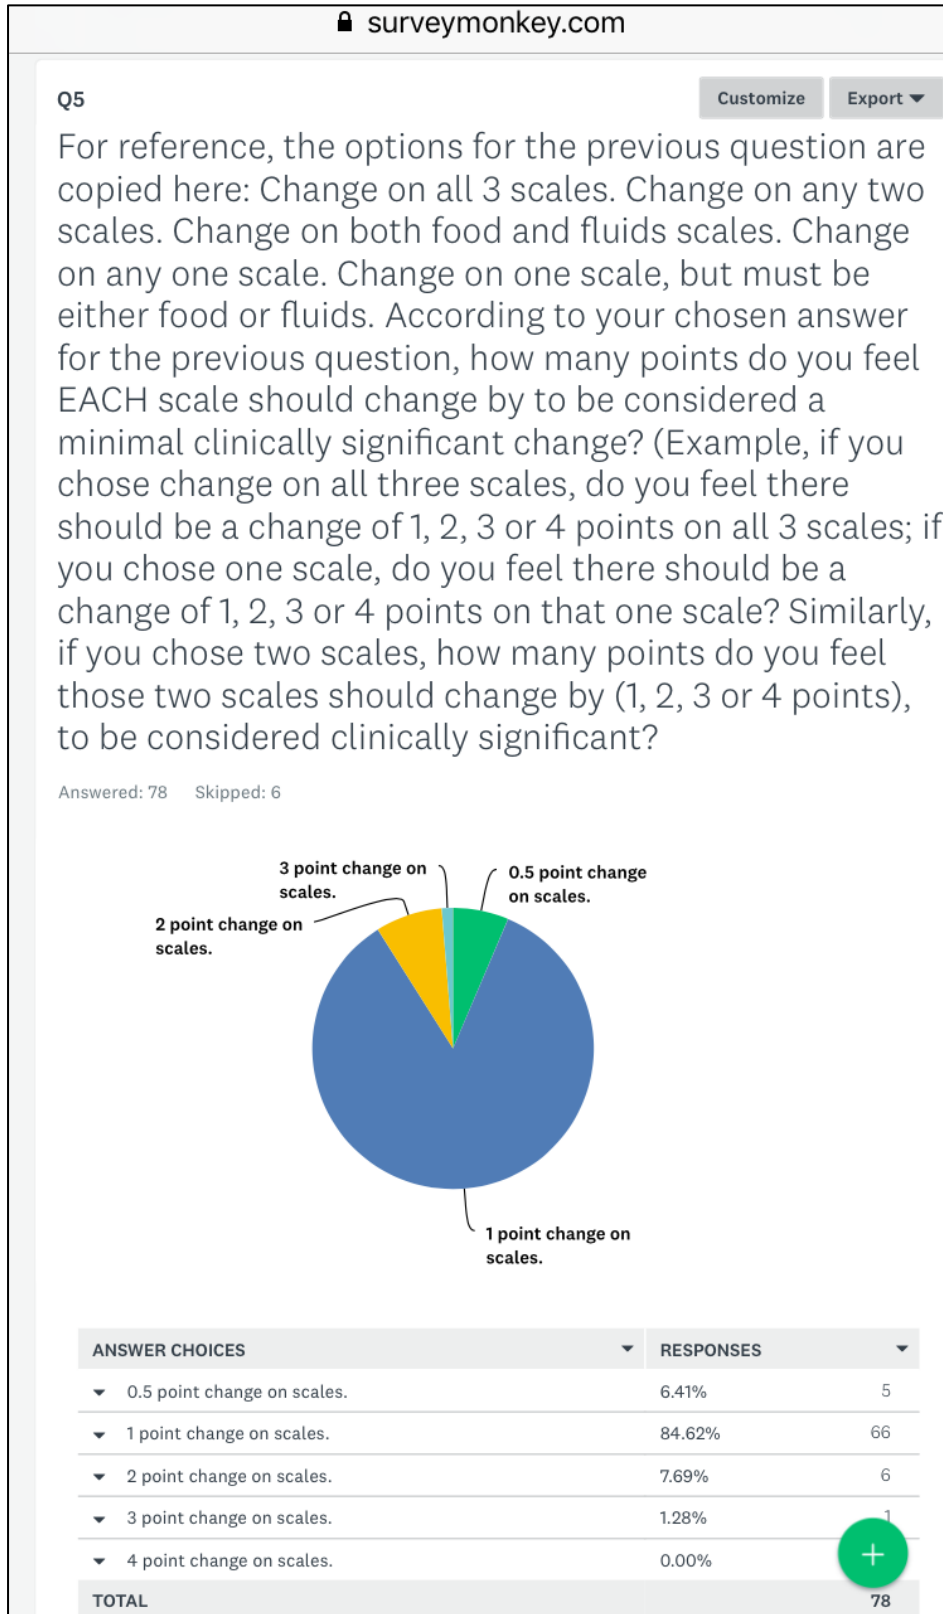 surveymonkey.com
Q5
Customize
Export
For reference, the options for the previous question are
copied here: Change on all 3 scales. Change on any two
scales. Change on both food and fluids scales. Change
on any one scale. Change on one scale, but must be
either food or fluids. According to your chosen answer
for the previous question, how many points do you feel
EACH scale should change by to be considered a
minimal clinically significant change? (Example, if you
chose change on all three scales, do you feel there
should be a change of 1, 2, 3 or 4 points on all 3 scales; if
you chose one scale, do you feel there should be a
change of 1, 2, 3 or 4 points on that one scale? Similarly,
if you chose two scales, how many points do you feel
those two scales should change by (1, 2, 3 or 4 points),
to be considered clinically significant?
Answered: 78 Skipped: 6
3 point change on
scales.
0.5 point change
on scales.
2 point change on
scales.
1 point change on
scales.
ANSWER CHOICES RESPONSES
0.5 point change on scales. 6.41% 5
1 point change on scales. 84.62% 66
2 point change on scales. 7.69% 6
3 point change on scales. 1.28% 1
4 point change on scales. 0.00%
+
TOTAL 78